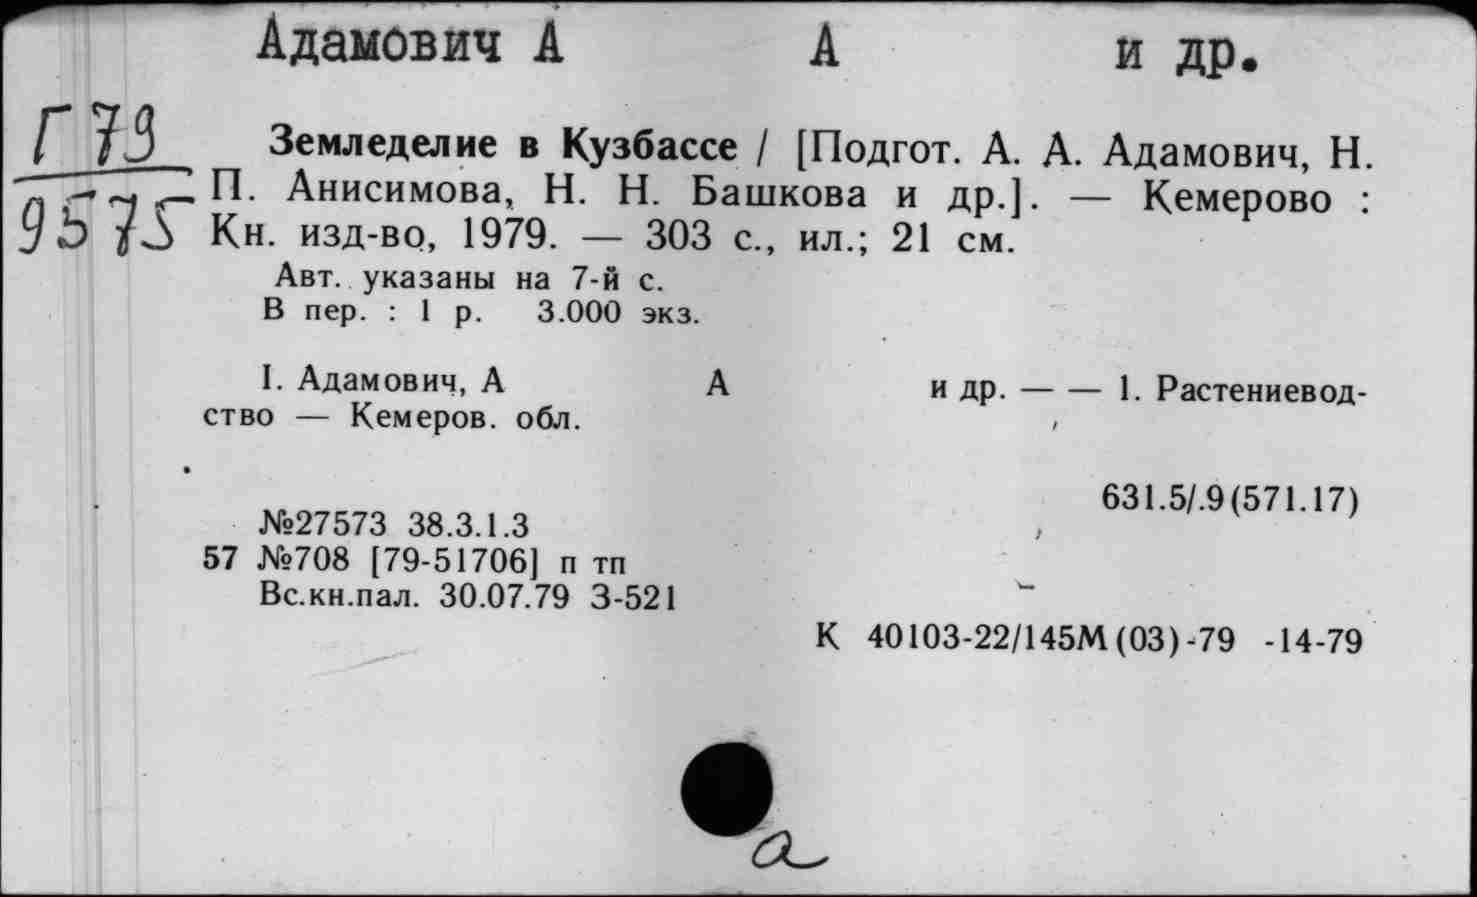 Адамович А А и др.
Г 79
9575
Земледелие в Кузбассе / [Подгот. А. А. Адамович, Н.
П. Анисимова, Н. Н. Башкова и др.]. — Кемерово :
Кн. изд-во, 1979. — 303 с., ил.; 21 см.
Авт. указаны на 7-й с.
В пер. : 1 р. 3.000 экз.
I. Адамович, А А и др. — — 1. Растениевод-
ство — Кемеров. обл.
631.5/.9(571.17)
№27573 38.3.1.3
57 №708 [79-51706] п тп
Вс.кн.пал. 30.07.79 З-521
К 40103-22/145М(03)-79 -14-79
а